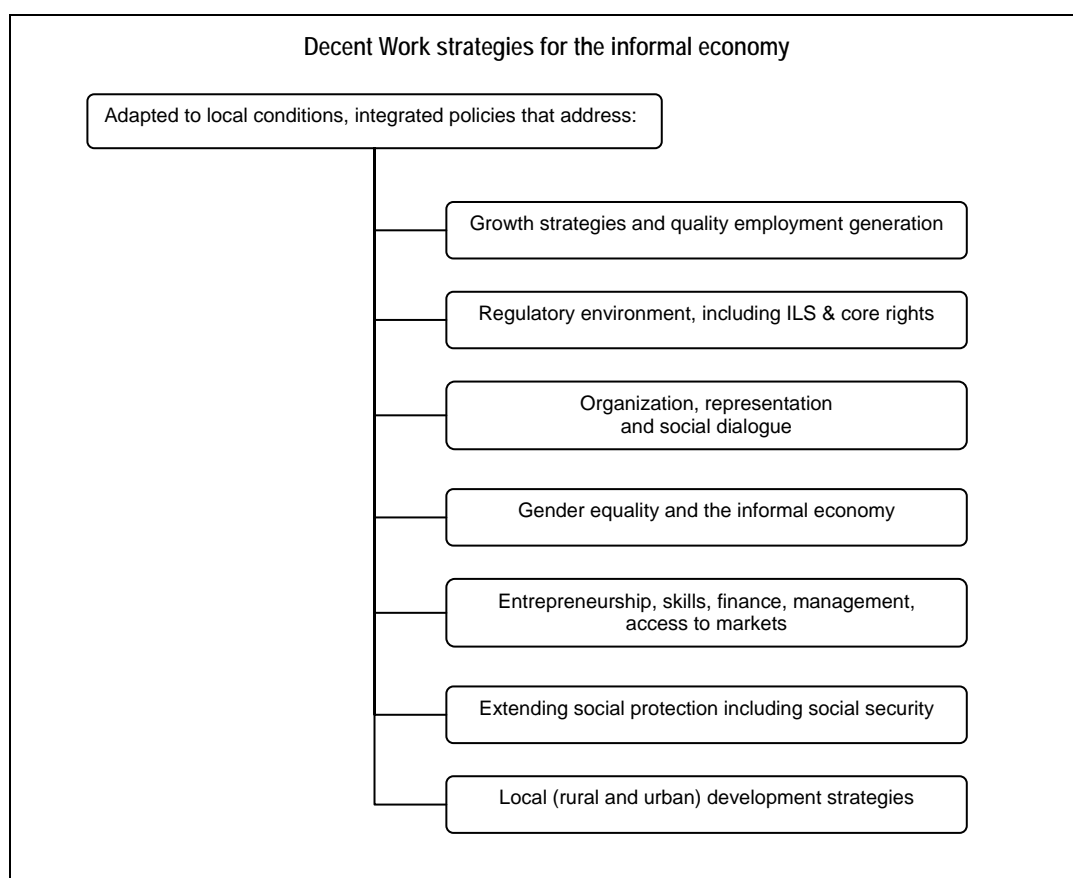 Decent Work strategies for the informal economy
Adapted to local conditions, integrated policies that address:
Growth strategies and quality employment generation
Regulatory environment, including ILS & core rights
Organization, representation
and social dialogue
Gender equality and the informal economy
Entrepreneurship, skills, finance, management,
access to markets
Extending social protection including social security
Local (rural and urban) development strategies